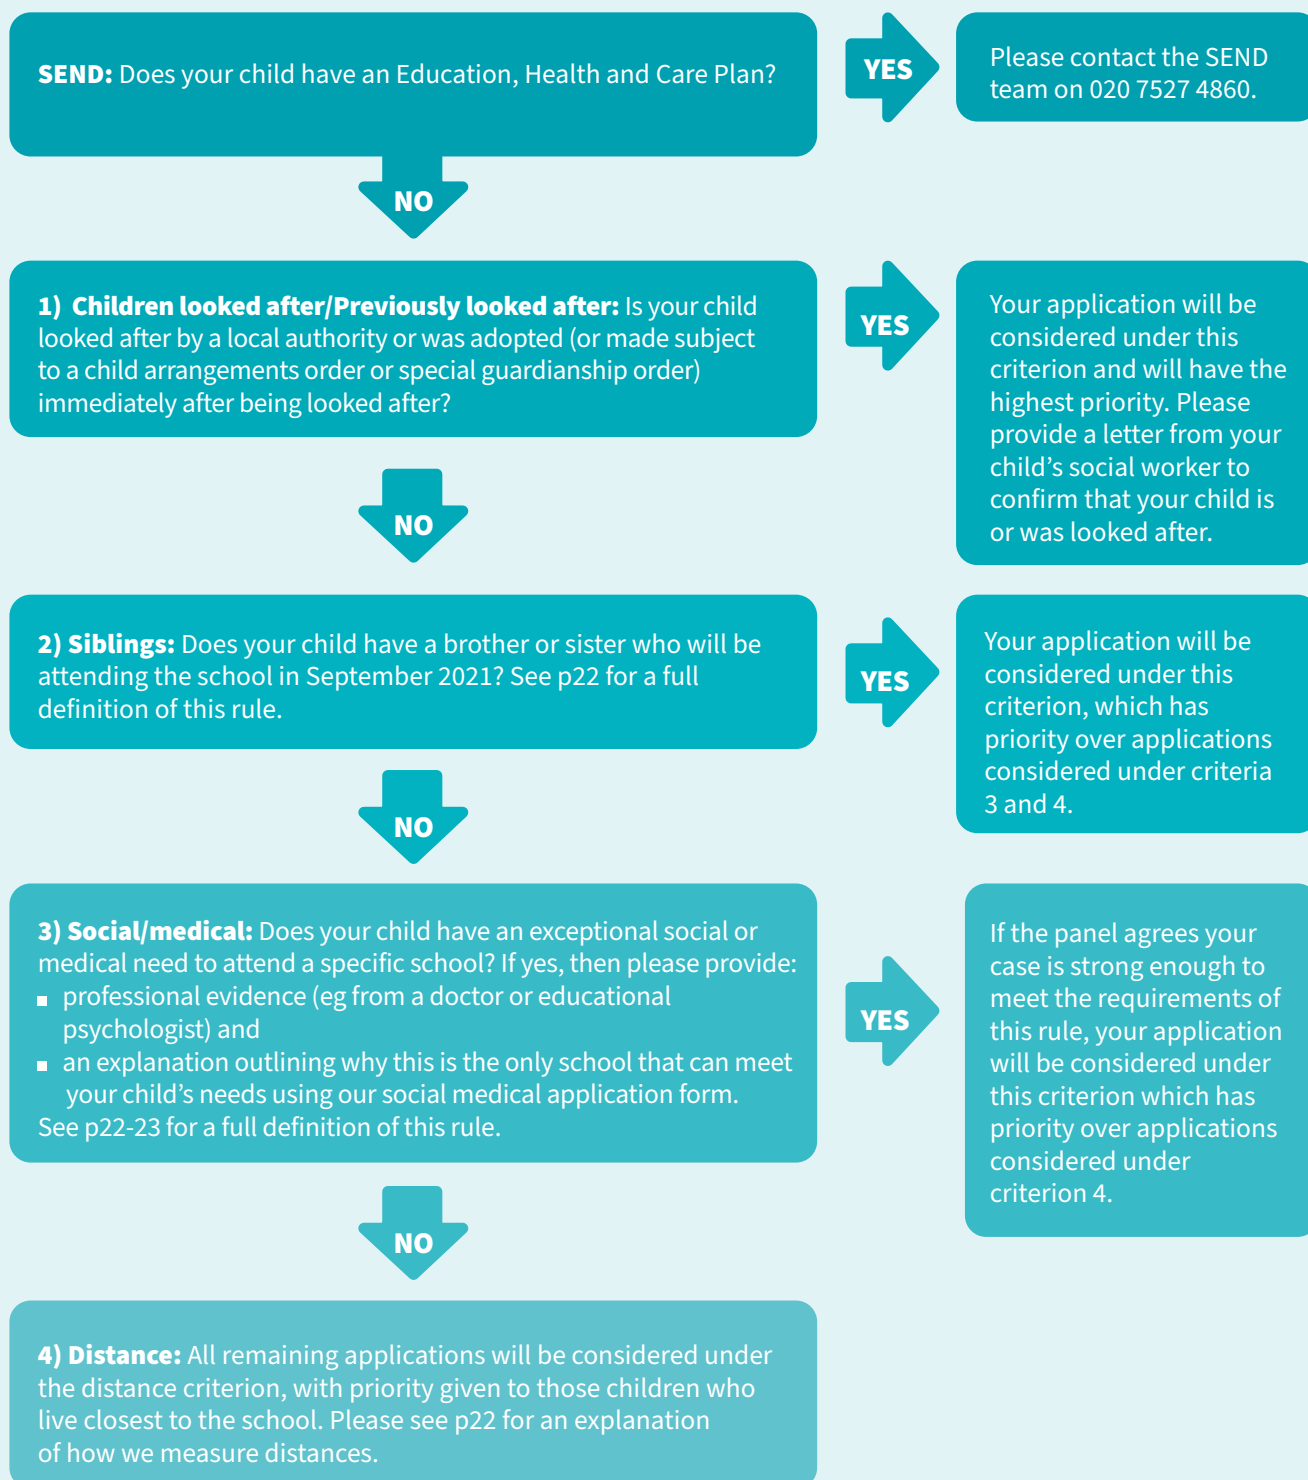 SEND: Does your child have an Education, Health and Care Plan?
YES
Please contact the SEND
team on 020 7527 4860.
NO
1) Children looked after/Previously looked after: Is your child
looked after by a local authority or was adopted (or made subject
to a child arrangements order or special guardianship order)
immediately after being looked after?
YES
Your application will be
considered under this
criterion and will have the
highest priority. Please
provide a letter from your
child’s social worker to
confirm that your child is
or was looked after.
NO
2) Siblings: Does your child have a brother or sister who will be
attending the school in September 2021? See p22 for a full
definition of this rule.
YES
Your application will be
considered under this
criterion, which has
priority over applications
considered under criteria
3 and 4.
NO
3) Social/medical: Does your child have an exceptional social or
medical need to attend a specific school? If yes, then please provide:
▪ professional evidence (eg from a doctor or educational
psychologist) and
▪ an explanation outlining why this is the only school that can meet
your child’s needs using our social medical application form.
See p22-23 for a full definition of this rule.
YES
If the panel agrees your
case is strong enough to
meet the requirements of
this rule, your application
will be considered under
this criterion which has
priority over applications
considered under
criterion 4.
NO
4) Distance: All remaining applications will be considered under
the distance criterion, with priority given to those children who
live closest to the school. Please see p22 for an explanation
of how we measure distances.